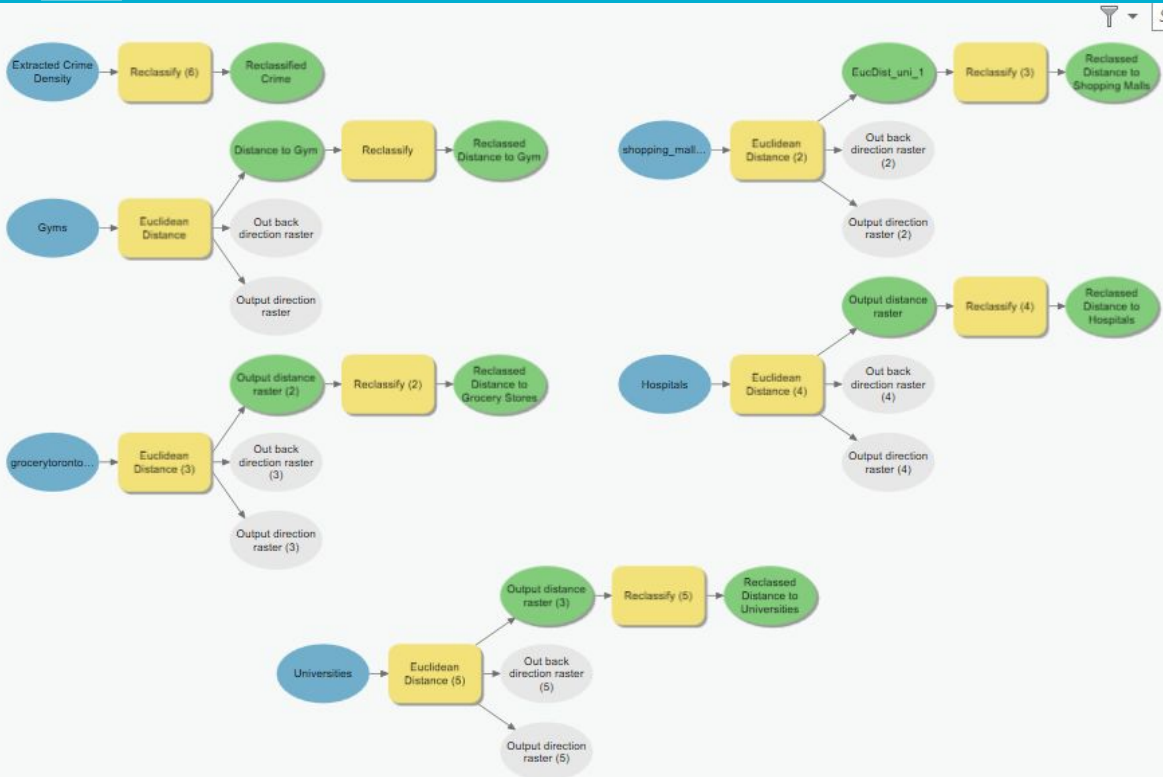 Extracted Crime
Density
Reclassify (6)
Reclassified
Crime
Distance to Gym
Reclassify
Reclassed
Distance to Gym
Gyms
Euclidean
Distance
Out back
direction raster
Output direction
raster
EucDist_uni_1
Reclassify (3)
Reclassed
Distance to
Shopping Malls
shopping_mall...
Euclidean
Distance (2)
Out back
direction raster
(2)
Output direction
raster (2)
Output distance
raster (2)
Reclassify (2)
Reclassed
Distance to
Grocery Stores
grocerytoronto...
Euclidean
Distance (3)
Out back
direction raster
(3)
Output direction
raster (3)
Output distance
raster
Reclassify (4)
Reclassed
Distance to
Hospitals
Hospitals
Euclidean
Distance (4)
Out back
direction raster
(4)
Output direction
raster (4)
Output distance
raster (3)
Reclassify (5)
Reclassed
Distance to
Universities
Universities
Euclidean
Distance (5)
Out back
direction raster
(5)
Output direction
raster (5)